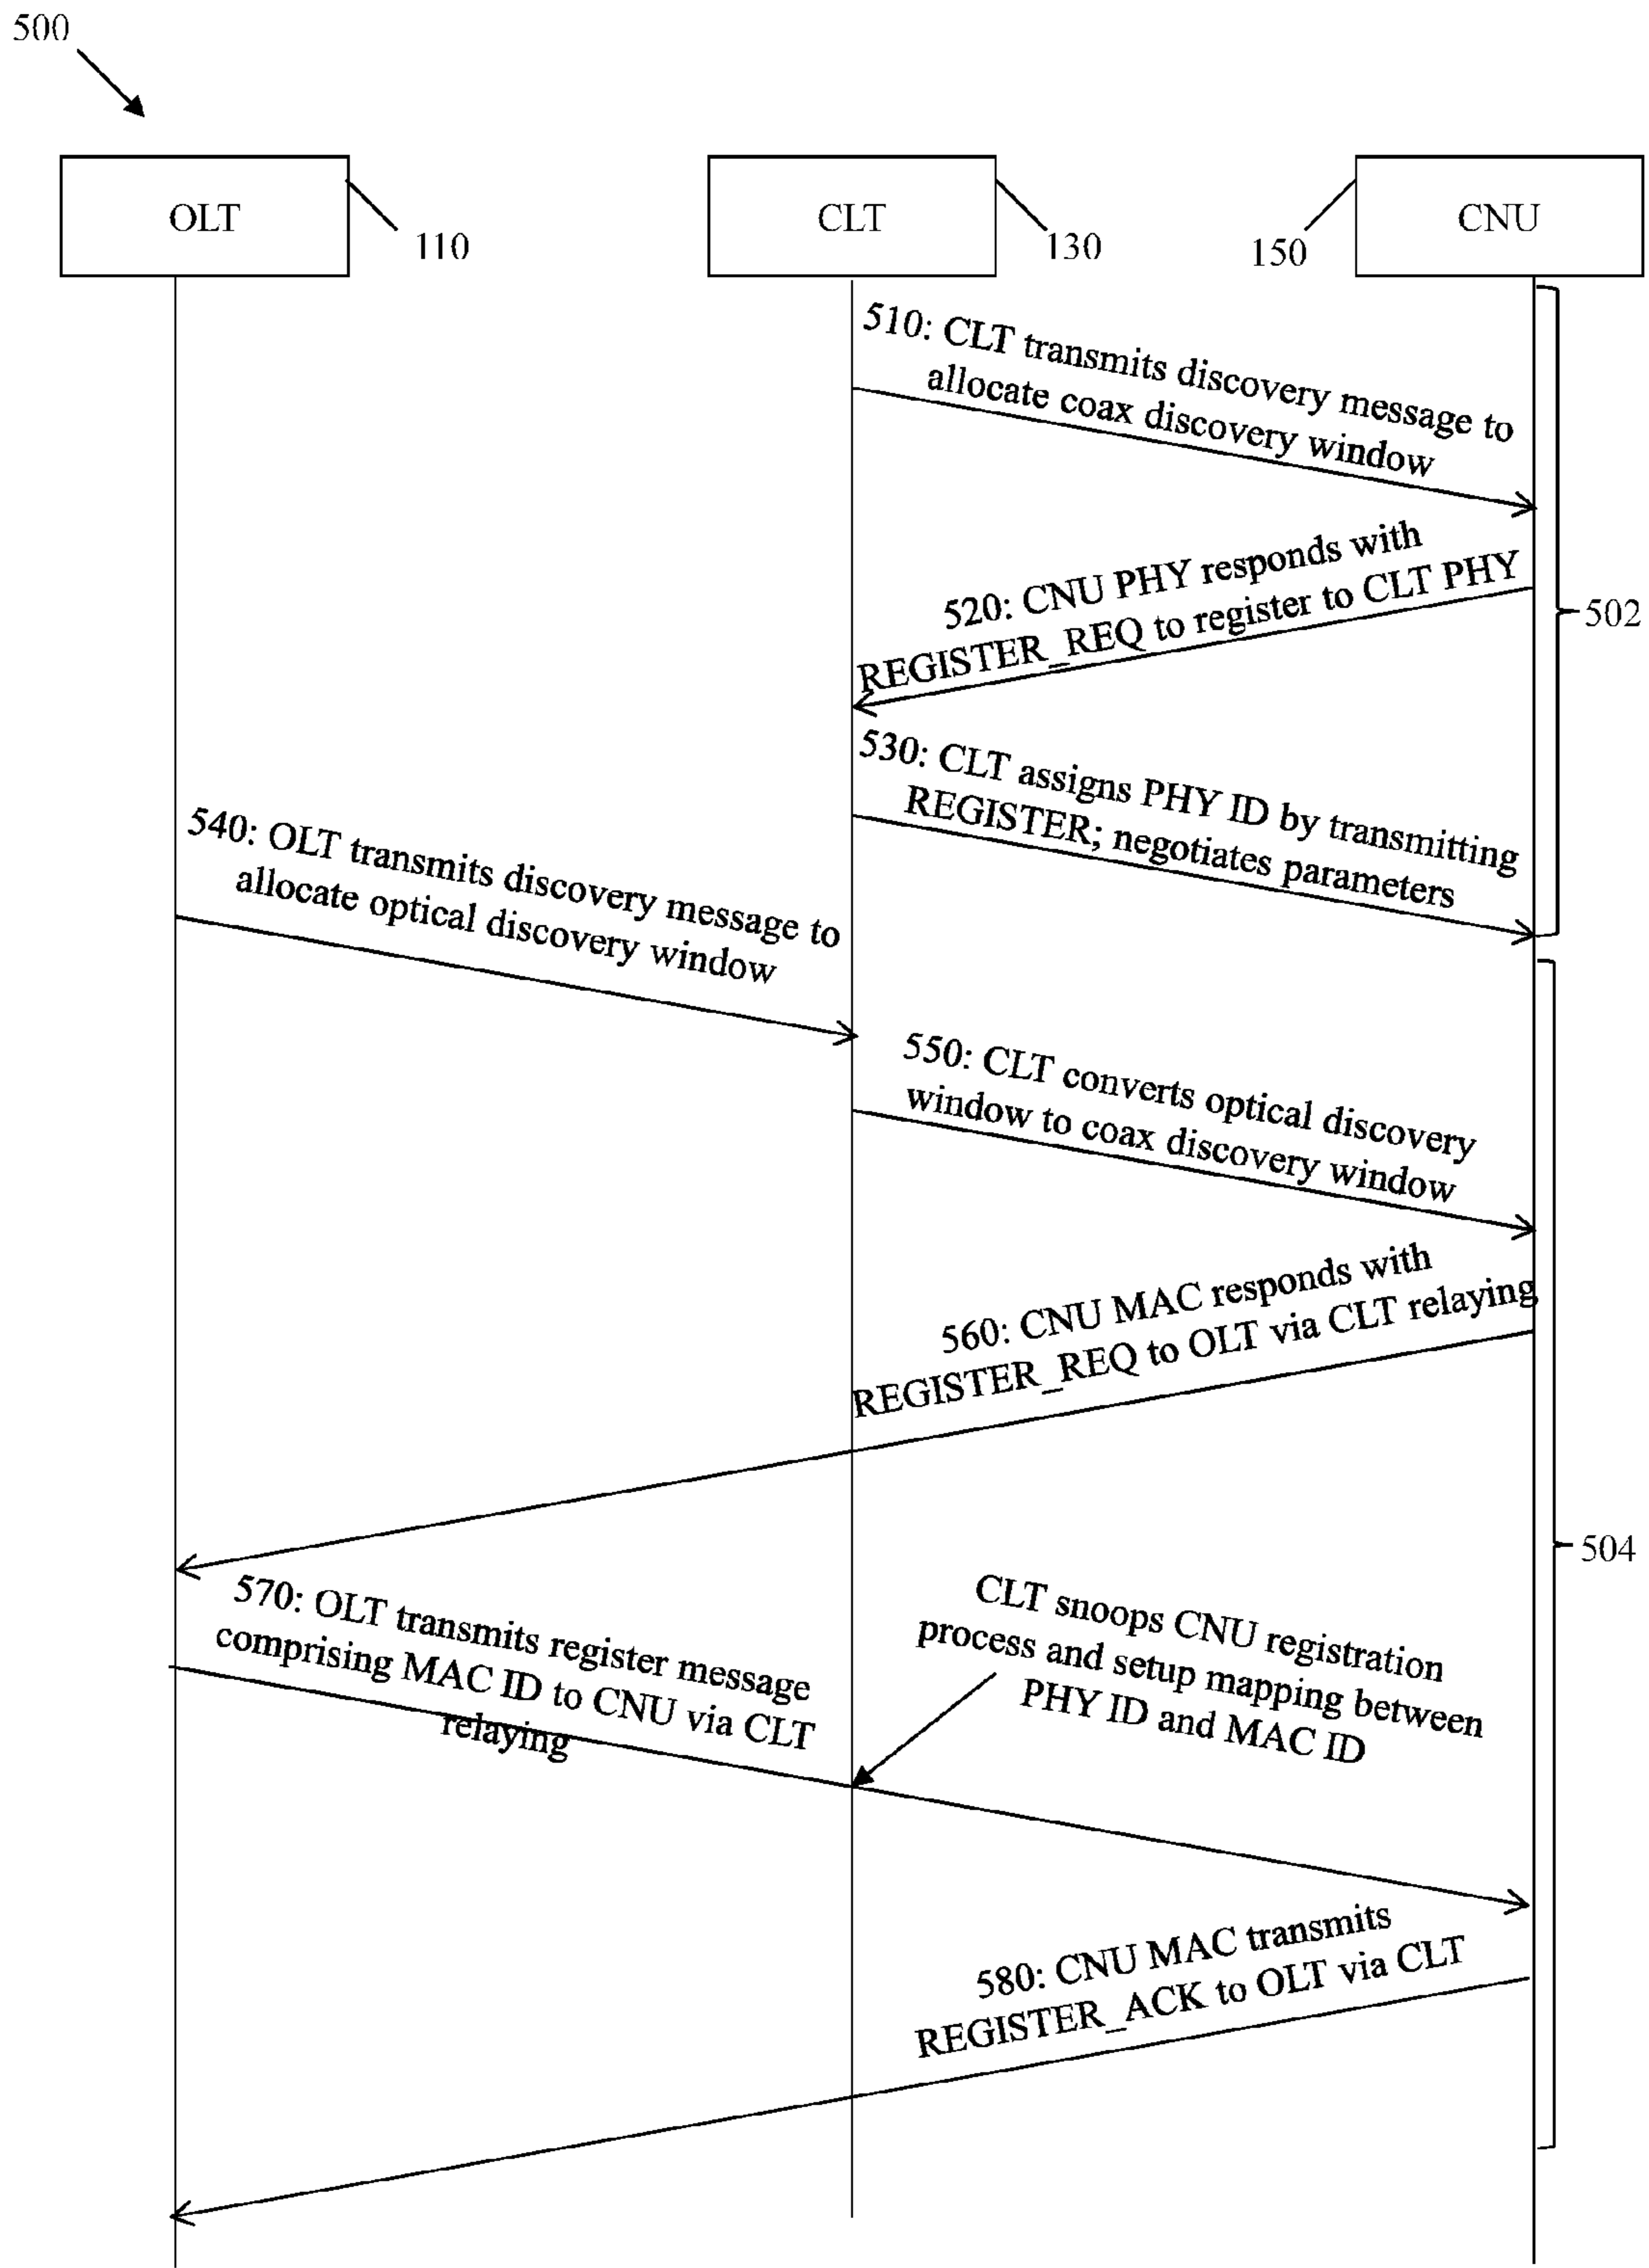 500
OLT
110
CLT
130
150
CNU
510: CLT transmits discovery message to
allocate coax discovery window
520: CNU PHY responds with
REGISTER_REQ to register to CLT PHY
502
530: CLT assigns PHY ID by transmitting
REGISTER; negotiates parameters
540: OLT transmits discovery message to
allocate optical discovery window
550: CLT converts optical discovery
window to coax discovery window
560: CNU MAC responds with
REGISTER_REQ to OLT via CLT relaying
504
570: OLT transmits register message
comprising MAC ID to CNU via CLT
relaying
CLT snoops CNU registration
process and setup mapping between
PHY ID and MAC ID
580: CNU MAC transmits
REGISTER_ACK to OLT via CLT